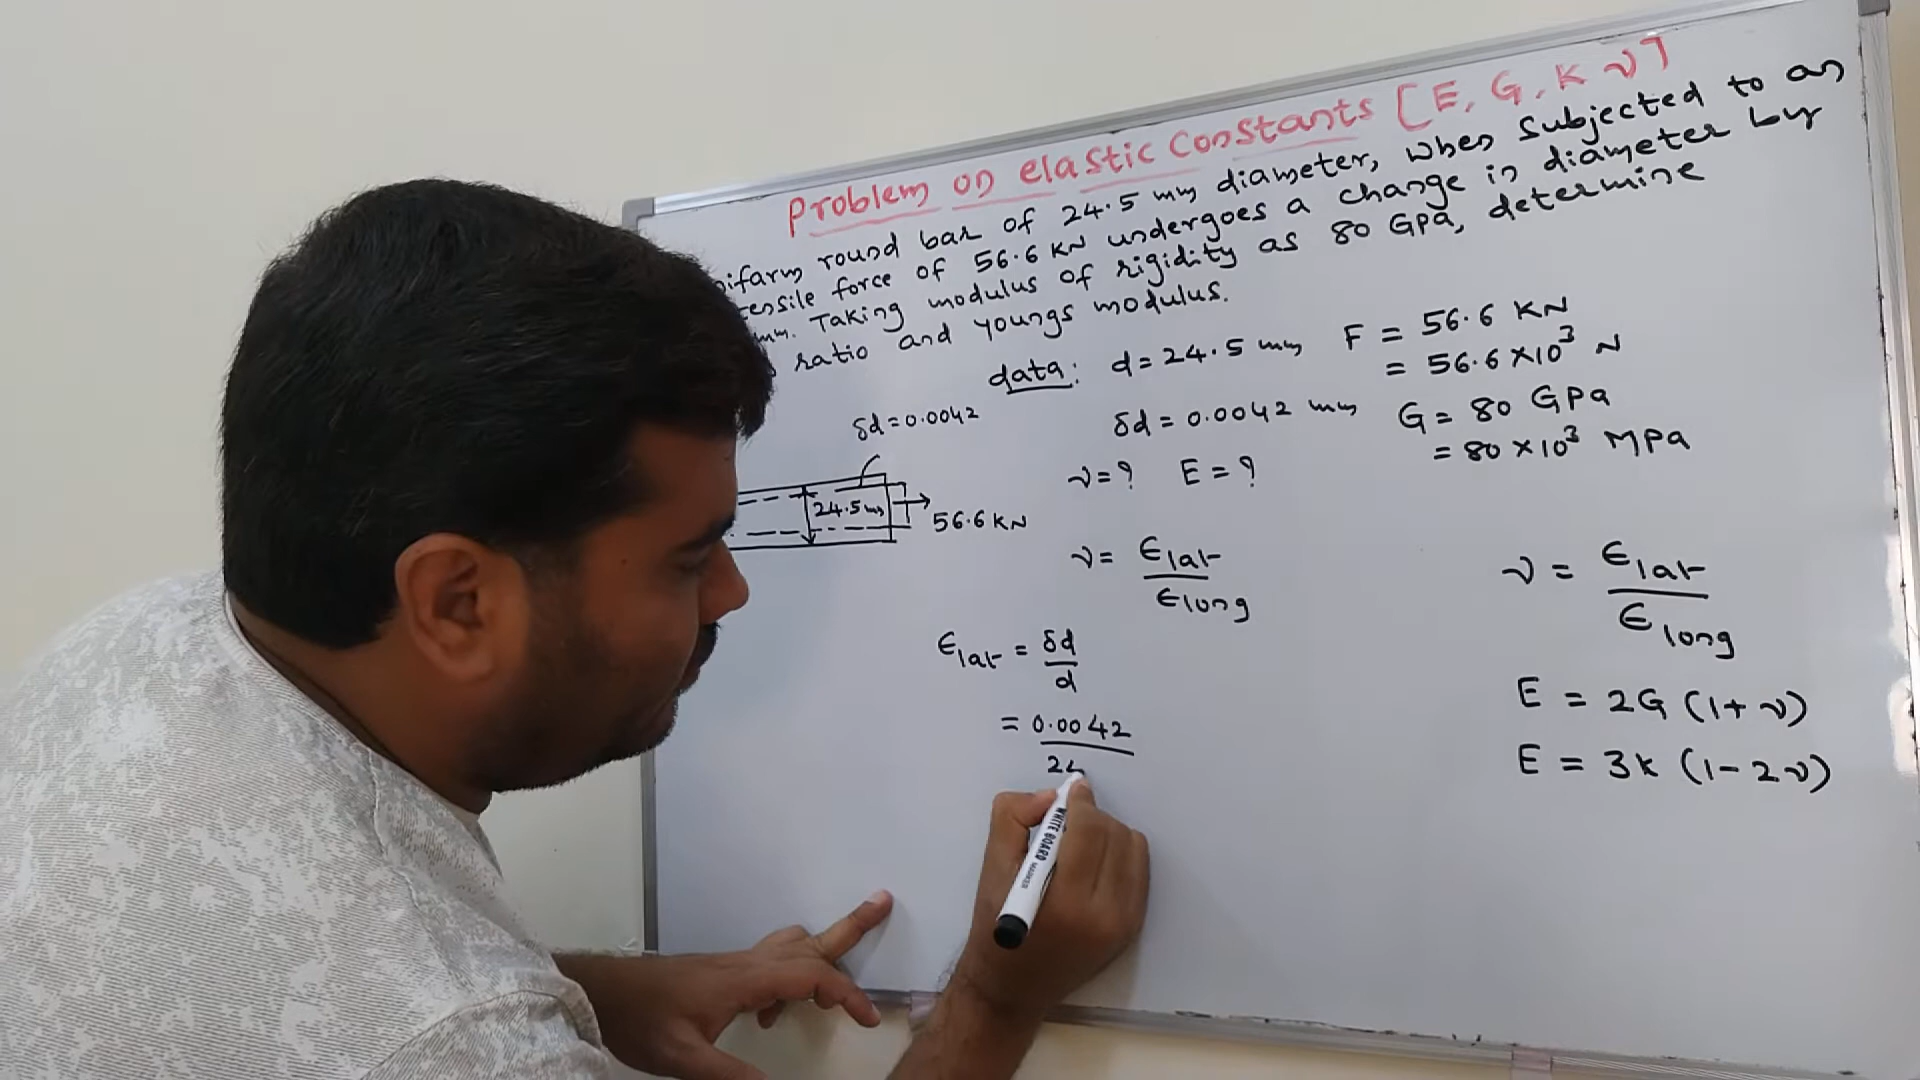 Problem on elastic constants [E, G, K ν]
round bar of 24.5 mm diameter, when subjected to an
tensile force of 56.6 KN undergoes a change in diameter by
mm. Taking modulus of rigidity as 80 GPa, determine
ratio and youngs modulus.
data: d = 24.5 mm F = 56.6 KN
= 56.6 × 10³ N
δd = 0.0042
δd = 0.0042 mm G = 80 GPa
= 80 × 10³ MPa
ν = ? E = ?
24.5 mm
56.6 KN
ν = ϵlat / ϵlong
ν = ϵlat / ϵlong
ϵlat = δd / d
= 0.0042 / 24
E = 2G (1 + ν)
E = 3K (1 - 2ν)
WHITE BOARD MARKER